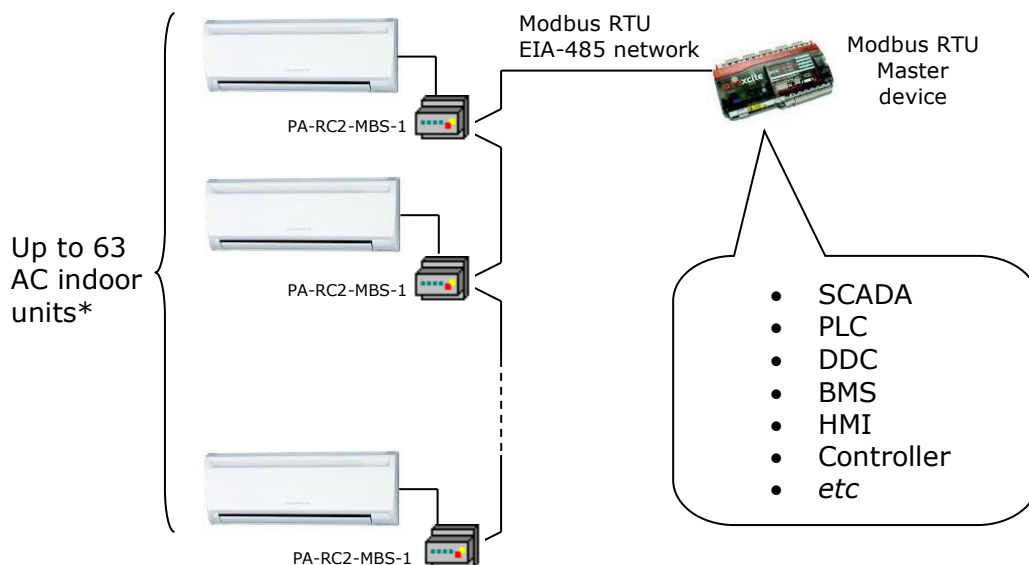 Modbus RTU
EIA-485 network
Modbus RTU
Master
device
PA-RC2-MBS-1
Up to 63
AC indoor
units*
PA-RC2-MBS-1
• SCADA
• PLC
• DDC
• BMS
• HMI
• Controller
• etc
PA-RC2-MBS-1